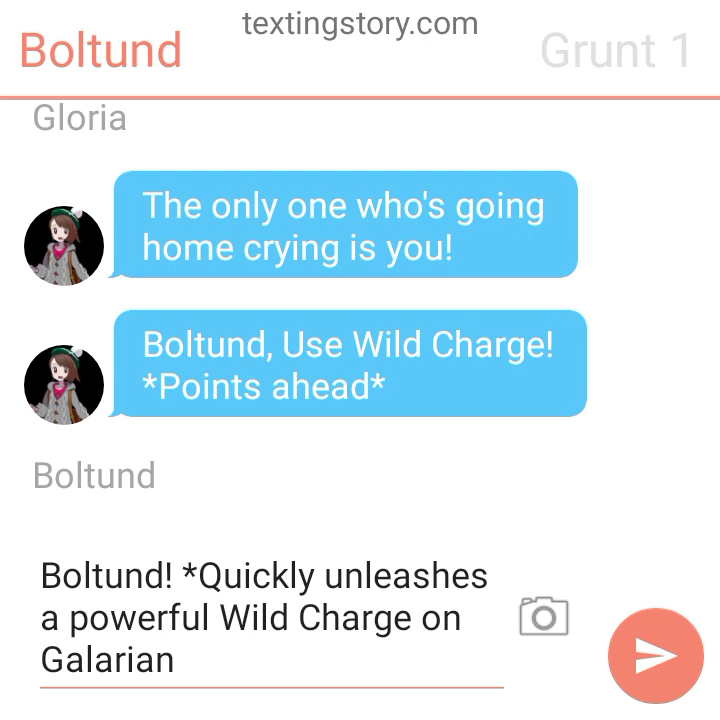 textingstory.com
Boltund
Grunt 1
Gloria
The only one who's going
home crying is you!
Boltund, Use Wild Charge!
*Points ahead*
Boltund
Boltund! *Quickly unleashes
a powerful Wild Charge on
Galarian